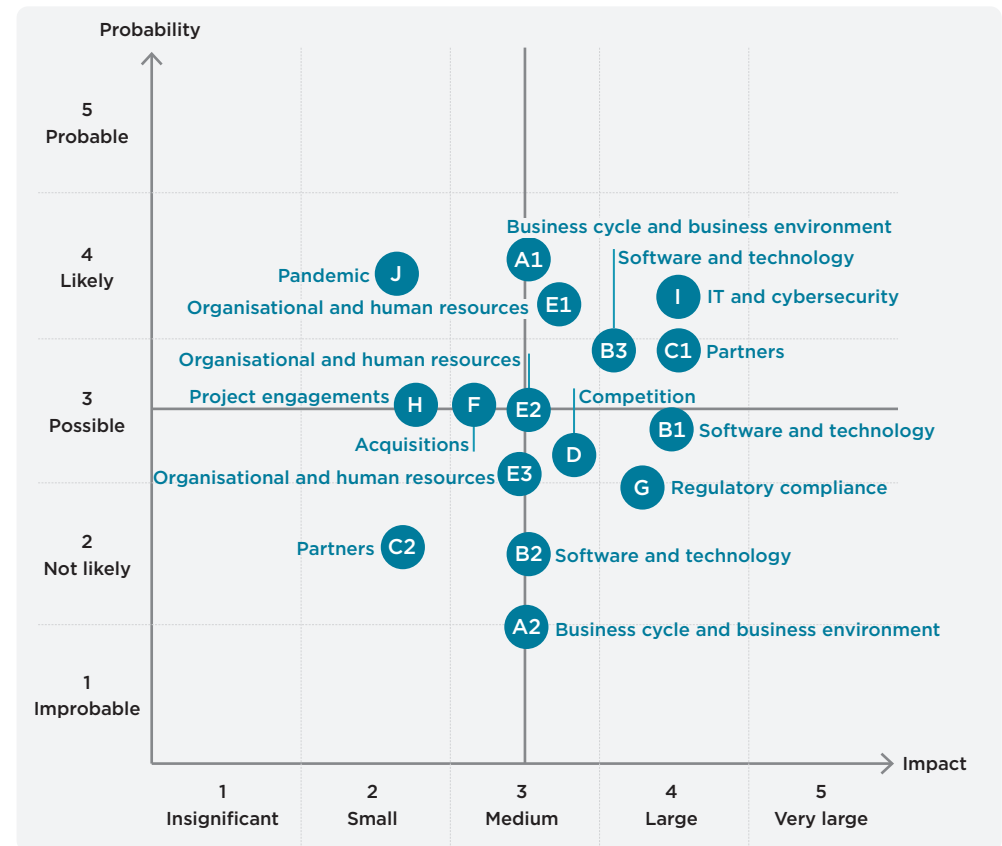 Probability
5
Probable
Business cycle and business environment
4
Likely
A1
Software and technology
Pandemic J
I IT and cybersecurity
Organisational and human resources E1
B3
C1 Partners
Organisational and human resources
3
Possible
Project engagements H
F
E2
Competition
B1 Software and technology
Acquisitions
D
Organisational and human resources E3
G Regulatory compliance
2
Not likely
Partners C2
B2 Software and technology
A2 Business cycle and business environment
1
Improbable
Impact
1
Insignificant
2
Small
3
Medium
4
Large
5
Very large